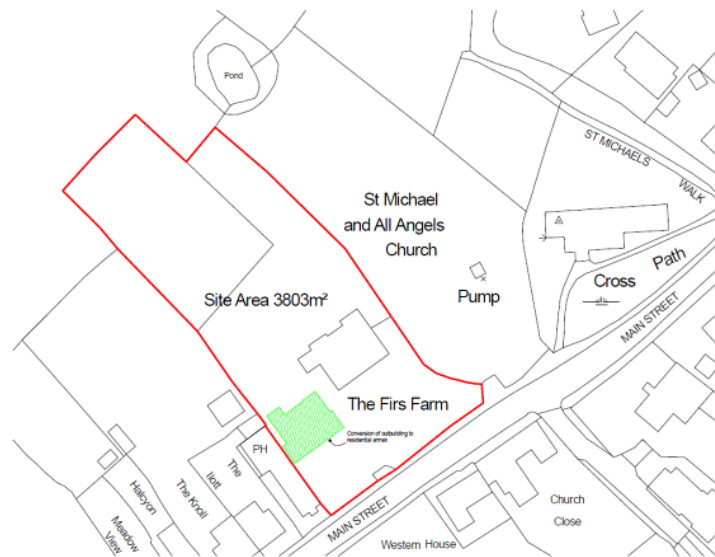 Pond
ST MICHAELS
WALK
St Michael
and All Angels
Church
Cross
Path
Pump
Site Area 3803m²
MAIN STREET
The Firs Farm
Conversion of outbuilding to
residential annex
PH
The
Ilott
The Knoll
Halcyon
Meadow
View
MAIN STREET
Western House
Church
Close